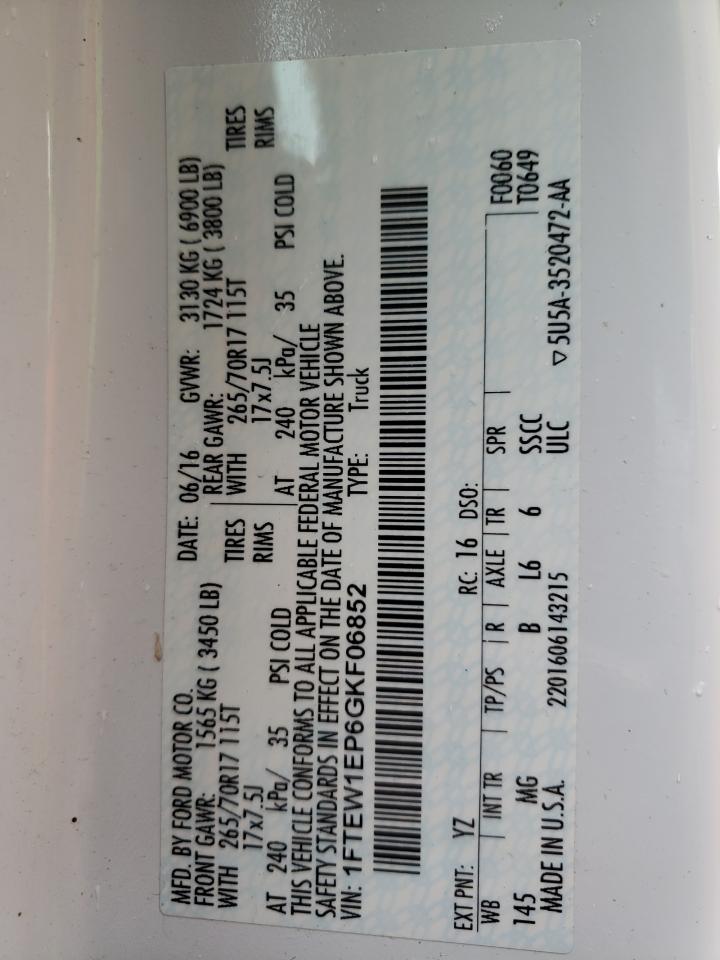 MFD. BY FORD MOTOR CO.
DATE: 06/16 GVWR: 3130 KG ( 6900 LB)
FRONT GAWR: 1565 KG ( 3450 LB)
REAR GAWR: 1724 KG ( 3800 LB)
WITH 265/70R17 115T TIRES
WITH 265/70R17 115T TIRES
17x7.5J RIMS
17x7.5J RIMS
AT 240 kPa/ 35 PSI COLD
AT 240 kPa/ 35 PSI COLD
THIS VEHICLE CONFORMS TO ALL APPLICABLE FEDERAL MOTOR VEHICLE
SAFETY STANDARDS IN EFFECT ON THE DATE OF MANUFACTURE SHOWN ABOVE.
VIN: 1FTEW1EP6GKF06852 TYPE: Truck
EXT PNT: YZ RC: 16 DSO:
WB INT TR TP/PS R AXLE TR SPR F0060
145 MG B L6 6 SSCC T0649
MADE IN U.S.A. 2201606143215 ULC
▽ 5U5A-3520472-AA